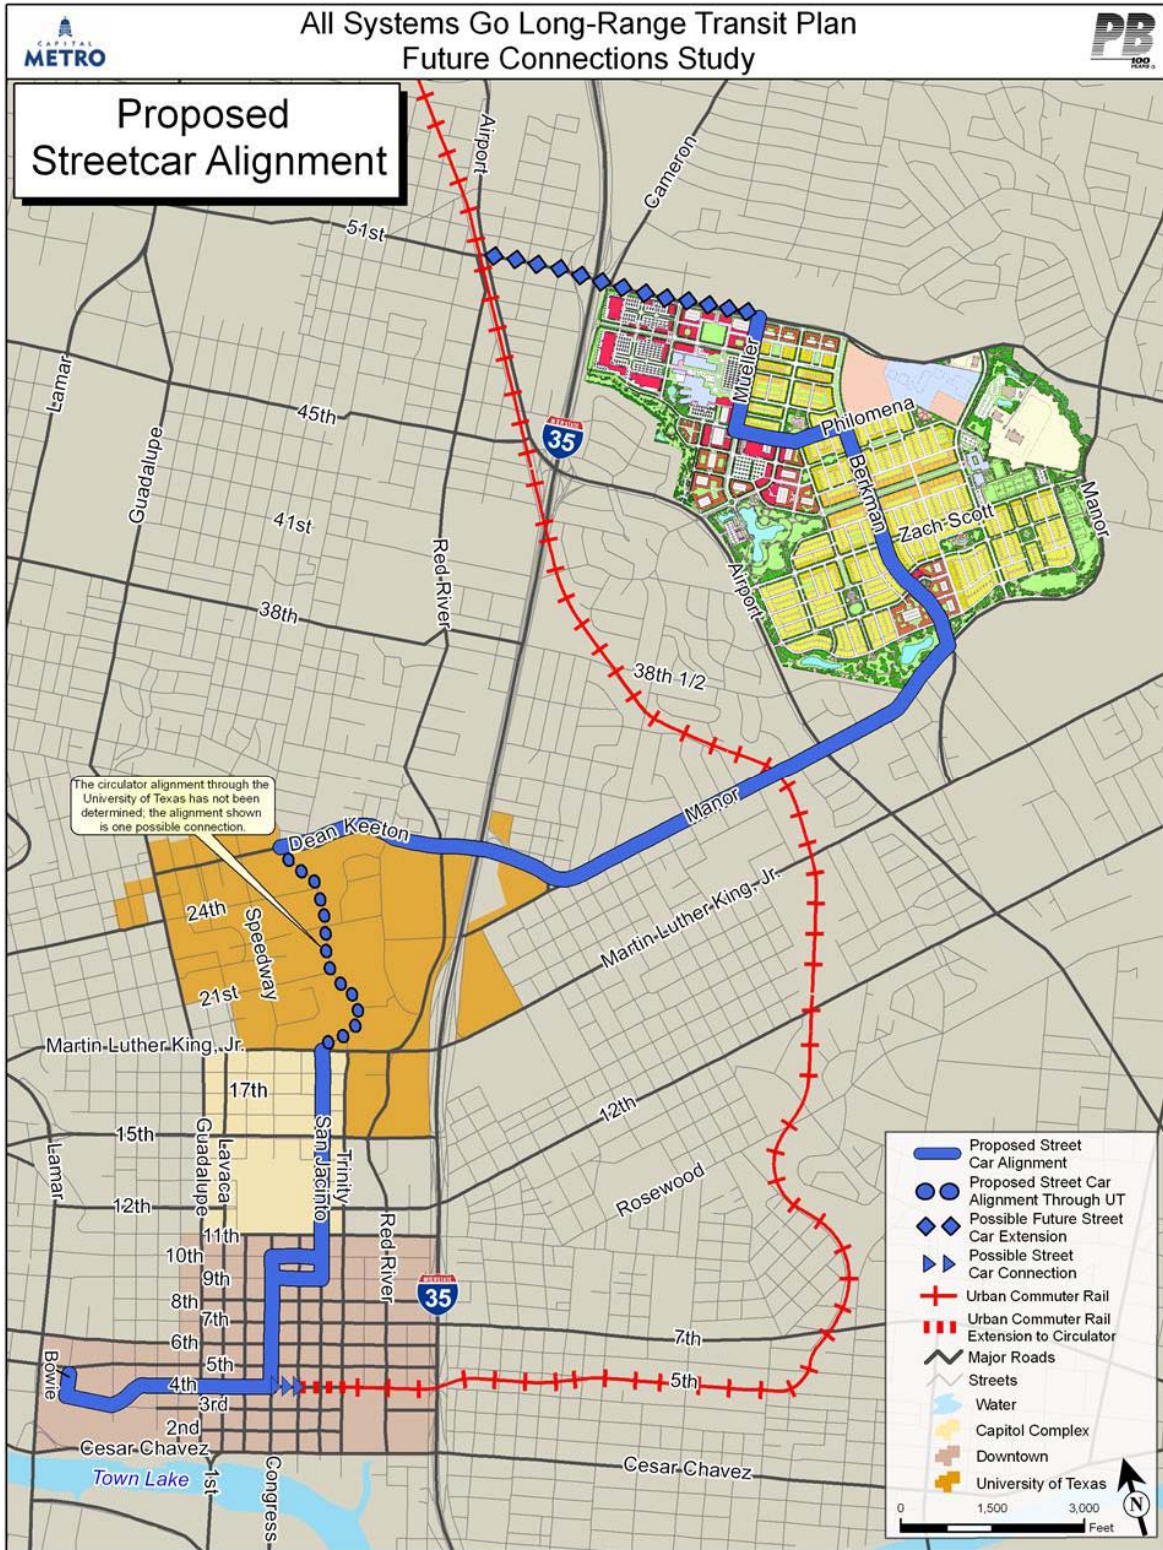 All Systems Go Long-Range Transit Plan
Future Connections Study
CAPITAL
METRO
PB
100
YEARS
Proposed
Streetcar Alignment
Airport
Cameron
51st
Lamar
Mueller
Guadalupe
45th
35
Philomena
Berkman
41st
Zach Scott
Manor
Red River
Airport
38th
38th 1/2
The circulator alignment through the
University of Texas has not been
determined; the alignment shown
is one possible connection.
Manor
Dean Keeton
24th
Speedway
Martin Luther King, Jr.
21st
Martin Luther King, Jr.
17th
12th
15th
Lamar
Guadalupe
Lavaca
San Jacinto
Trinity
Rosewood
12th
11th
Red River
10th
9th
35
8th
7th
7th
6th
Bowie
5th
5th
4th
3rd
2nd
Cesar Chavez
Cesar Chavez
Town Lake
1st
Congress
Proposed Street
Car Alignment
Proposed Street Car
Alignment Through UT
Possible Future Street
Car Extension
Possible Street
Car Connection
Urban Commuter Rail
Urban Commuter Rail
Extension to Circulator
Major Roads
Streets
Water
Capitol Complex
Downtown
University of Texas
N
0 1,500 3,000
Feet